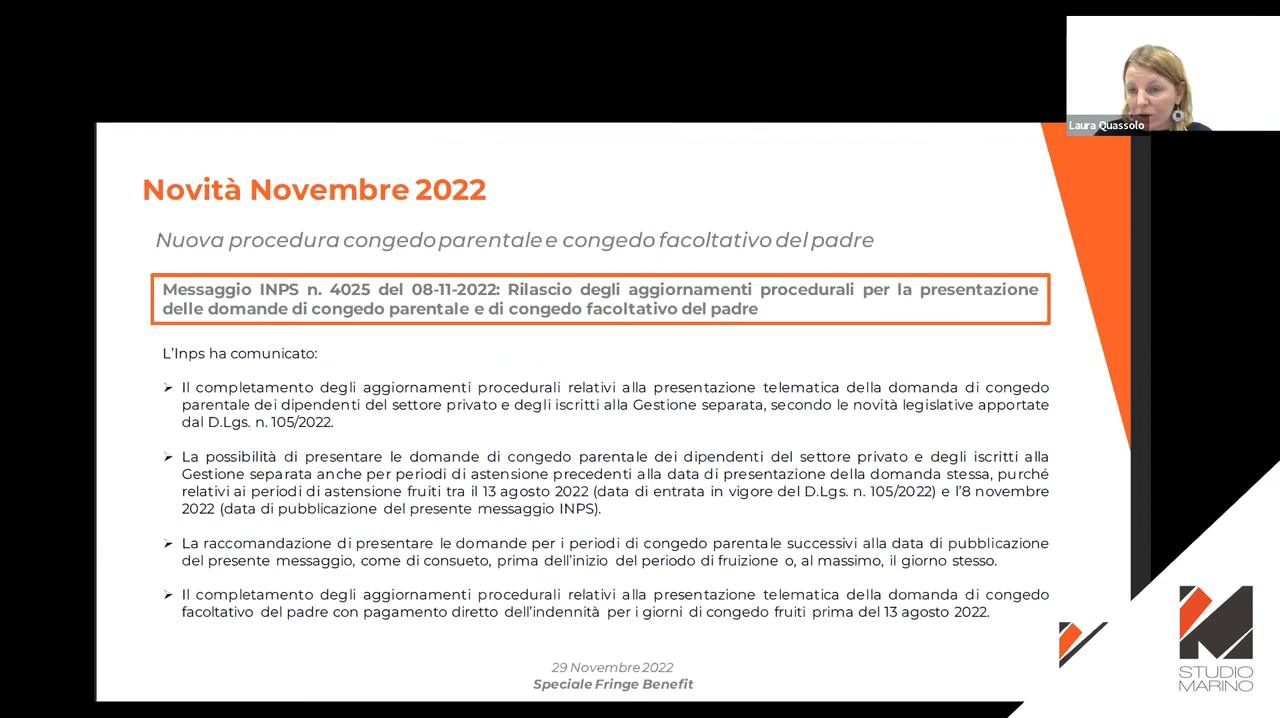 Laura Quassolo
Novità Novembre 2022
Nuova procedura congedo parentale e congedo facoltativo del padre
Messaggio INPS n. 4025 del 08-11-2022: Rilascio degli aggiornamenti procedurali per la presentazione
delle domande di congedo parentale e di congedo facoltativo del padre
L'Inps ha comunicato:
➢ Il completamento degli aggiornamenti procedurali relativi alla presentazione telematica della domanda di congedo
parentale dei dipendenti del settore privato e degli iscritti alla Gestione separata, secondo le novità legislative apportate
dal D.Lgs. n. 105/2022.
➢ La possibilità di presentare le domande di congedo parentale dei dipendenti del settore privato e degli iscritti alla
Gestione separata anche per periodi di astensione precedenti alla data di presentazione della domanda stessa, purché
relativi ai periodi di astensione fruiti tra il 13 agosto 2022 (data di entrata in vigore del D.Lgs. n. 105/2022) e l'8 novembre
2022 (data di pubblicazione del presente messaggio INPS).
➢ La raccomandazione di presentare le domande per i periodi di congedo parentale successivi alla data di pubblicazione
del presente messaggio, come di consueto, prima dell'inizio del periodo di fruizione o, al massimo, il giorno stesso.
➢ Il completamento degli aggiornamenti procedurali relativi alla presentazione telematica della domanda di congedo
facoltativo del padre con pagamento diretto dell'indennità per i giorni di congedo fruiti prima del 13 agosto 2022.
29 Novembre 2022
Speciale Fringe Benefit
STUDIO
MARINO